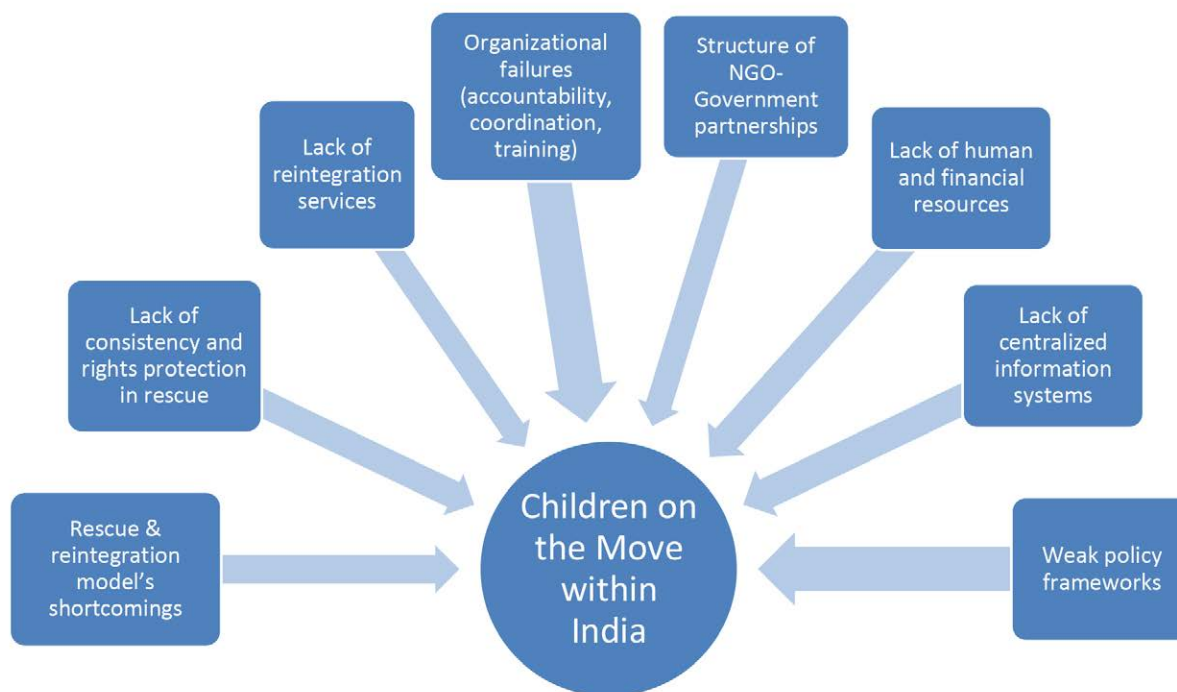 Organizational
failures
(accountability,
coordination,
training)
Structure of
NGO-
Government
partnerships
Lack of
reintegration
services
Lack of human
and financial
resources
Lack of
consistency and
rights protection
in rescue
Lack of
centralized
information
systems
Rescue &
reintegration
model’s
shortcomings
Children on
the Move
within
India
Weak policy
frameworks